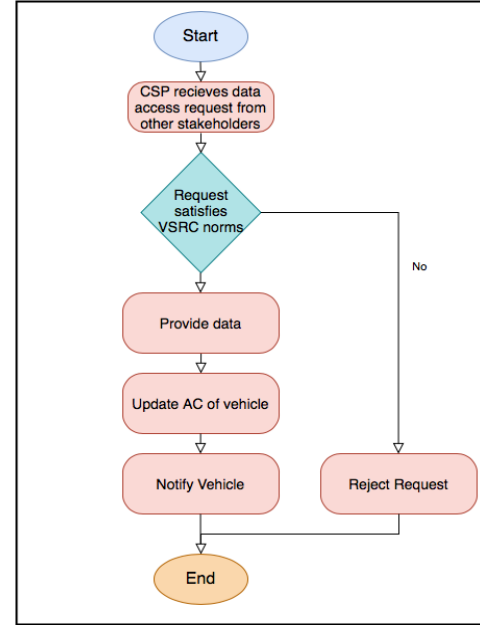 Start
CSP recieves data
access request from
other stakeholders
Request
satisfies
VSRC norms
No
Provide data
Update AC of vehicle
Notify Vehicle
Reject Request
End